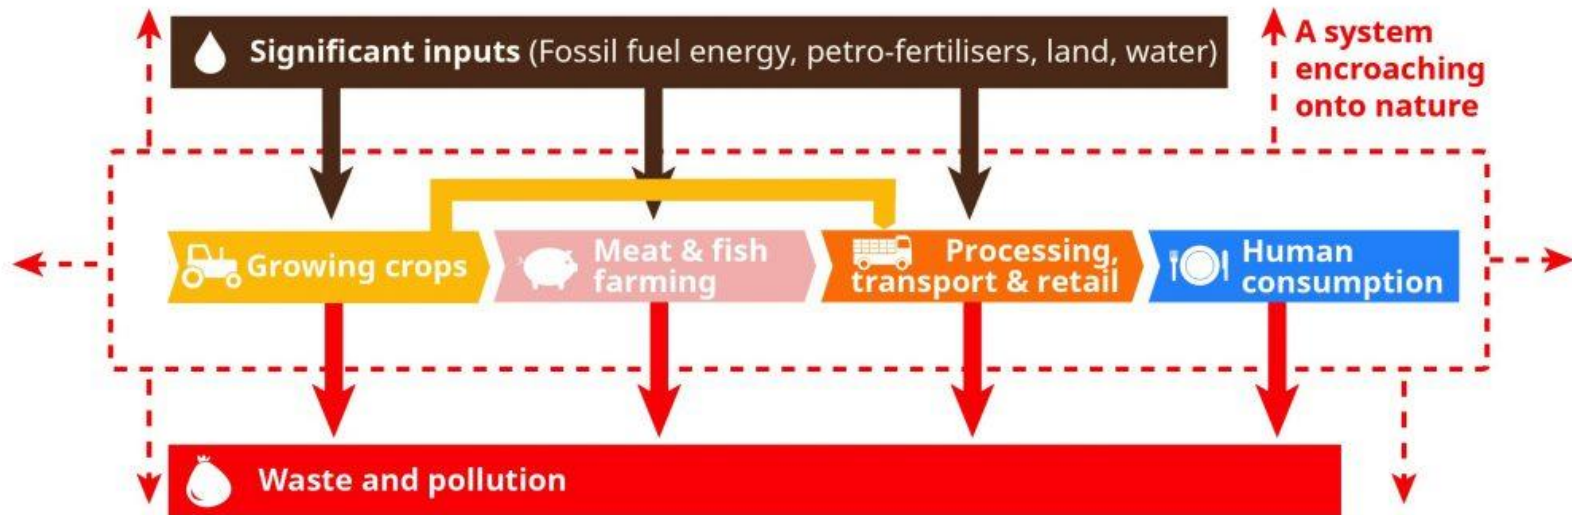 Significant inputs (Fossil fuel energy, petro-fertilisers, land, water)
A system
encroaching
onto nature
Growing crops
Meat & fish
farming
Processing,
transport & retail
Human
consumption
Waste and pollution